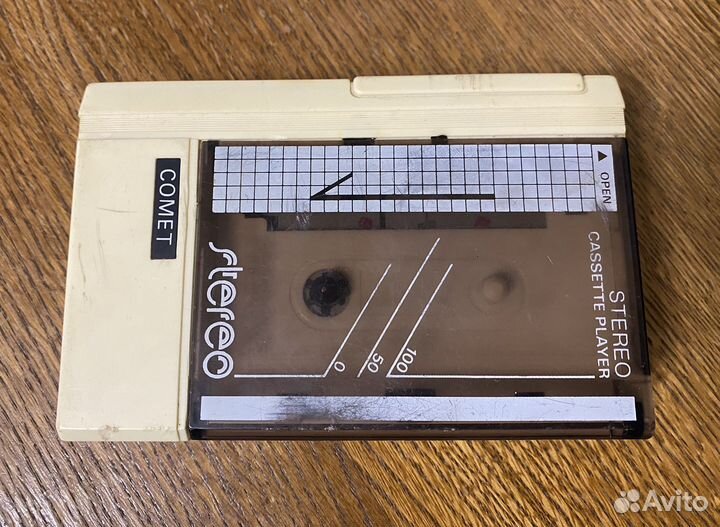 COMET
stereo
▲ OPEN
STEREO
CASSETTE PLAYER
0
50
100
Avito